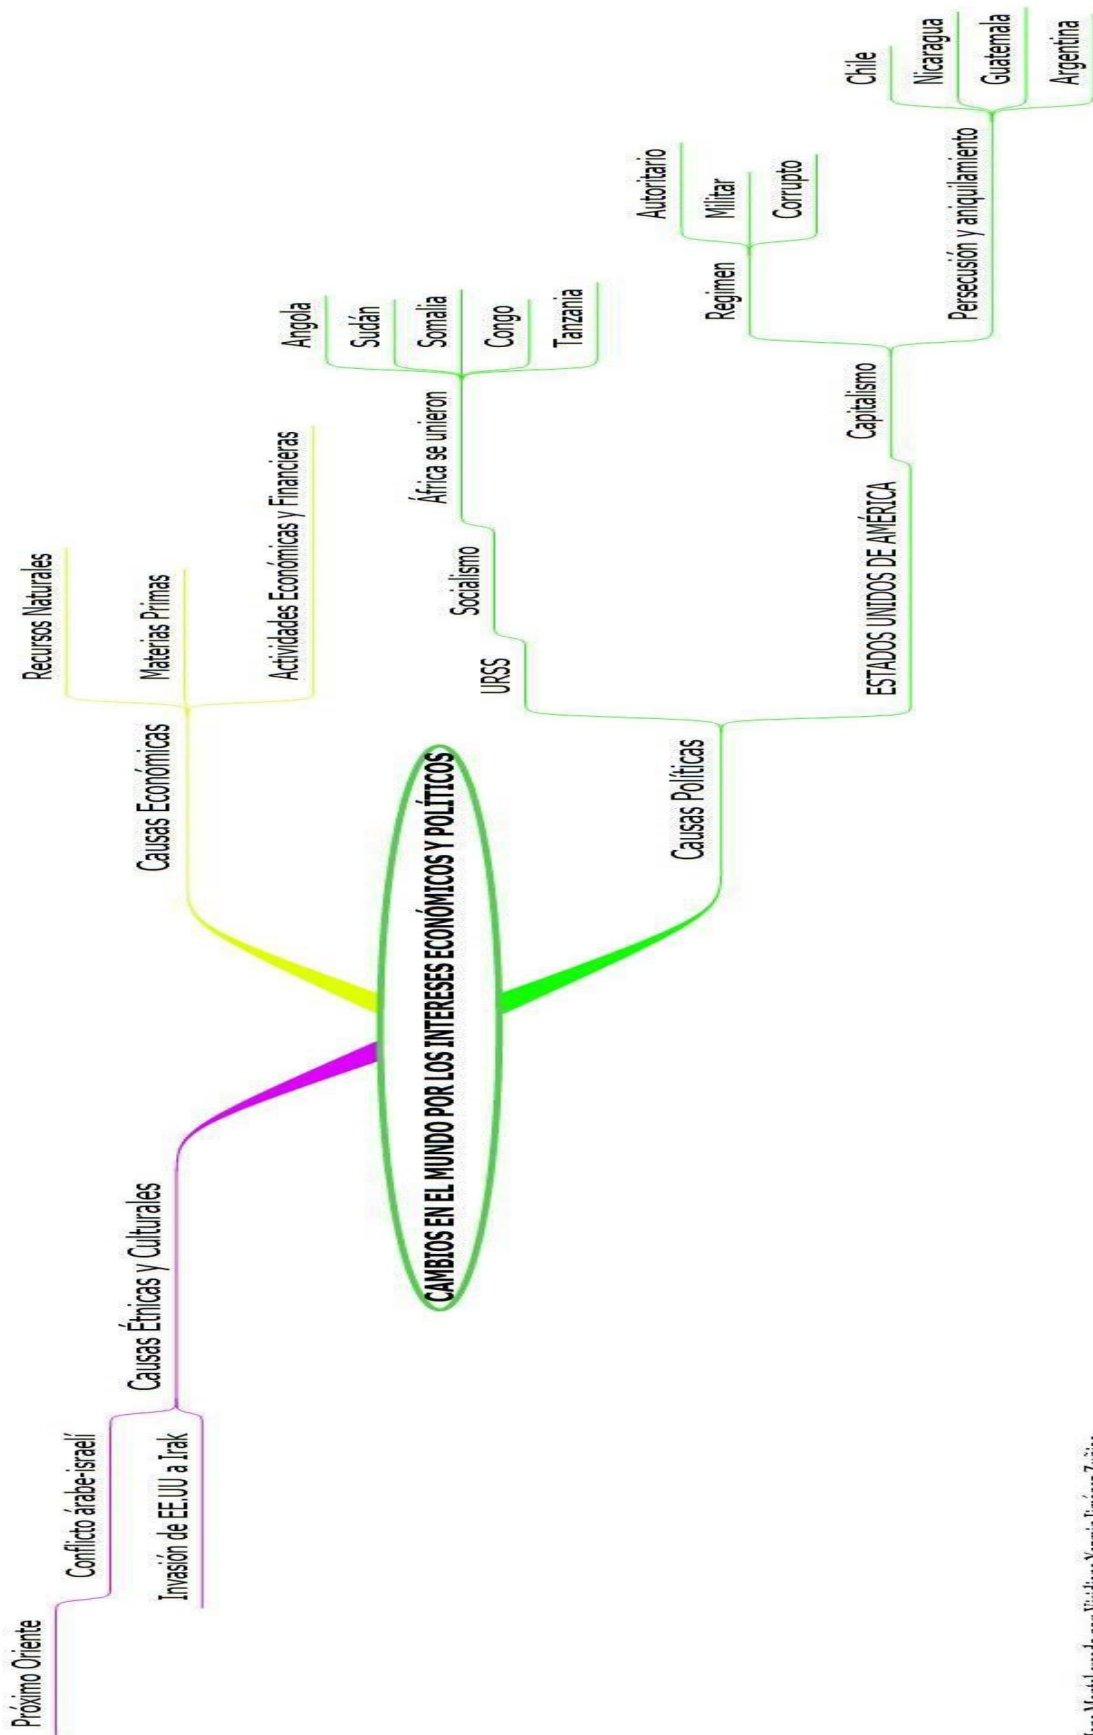 CAMBIOS EN EL MUNDO POR LOS INTERESES ECONÓMICOS Y POLÍTICOS
Causas Étnicas y Culturales
Conflicto árabe-israelí
Próximo Oriente
Invasión de EE.UU a Irak
Causas Económicas
Recursos Naturales
Materias Primas
Actividades Económicas y Financieras
Causas Políticas
URSS
Socialismo
África se unieron
Angola
Sudán
Somalia
Congo
Tanzania
ESTADOS UNIDOS DE AMÉRICA
Capitalismo
Regimen
Autoritario
Militar
Corrupto
Persecusión y aniquilamiento
Chile
Nicaragua
Guatemala
Argentina